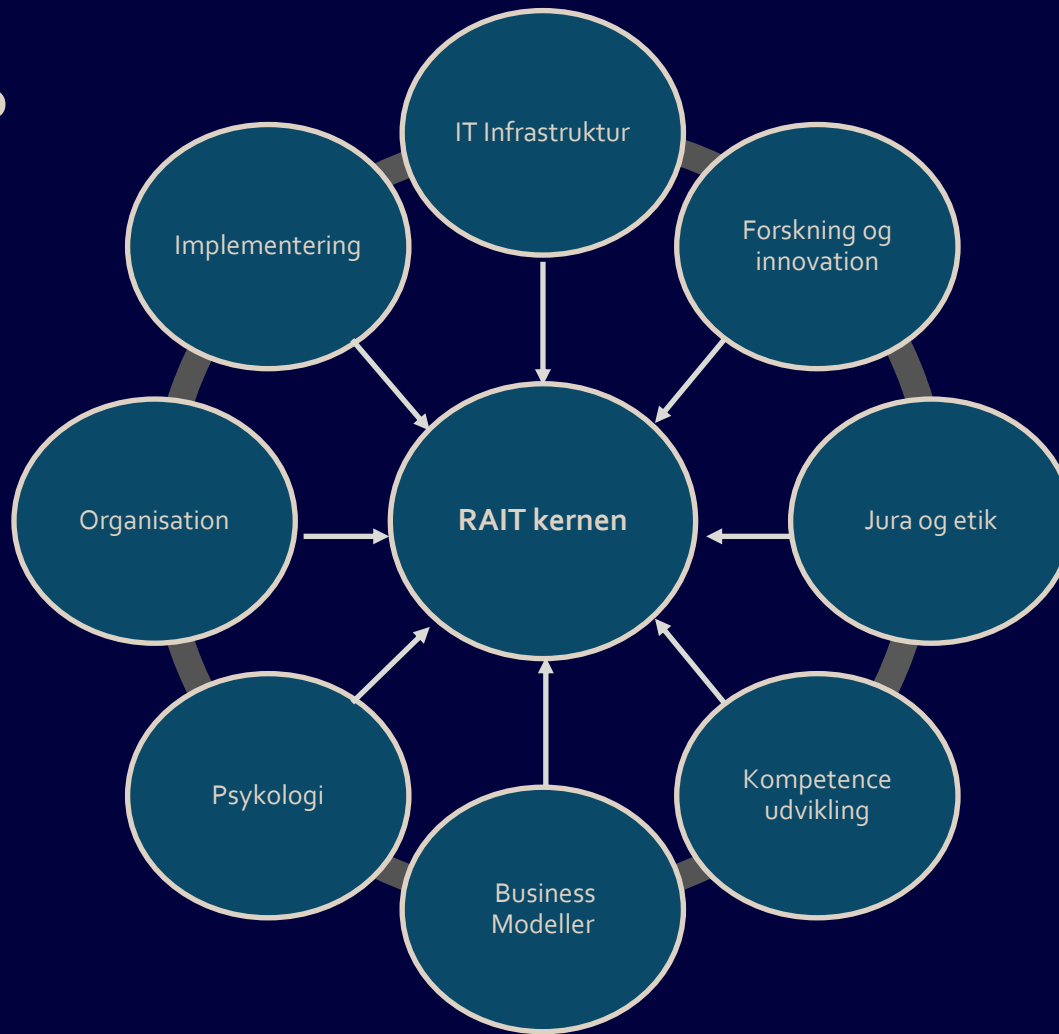 IT Infrastruktur
Forskning og
innovation
Implementering
Organisation
RAIT kernen
Jura og etik
Psykologi
Kompetence
udvikling
Business
Modeller